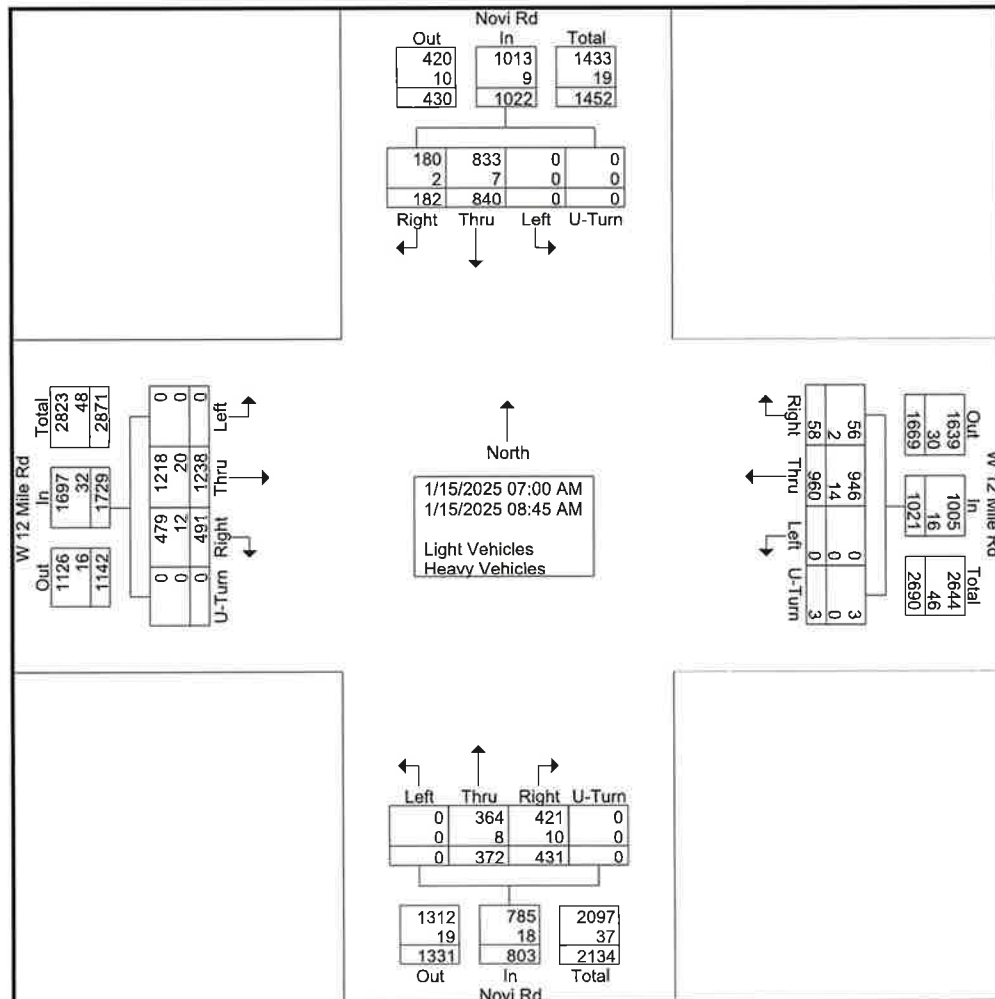 Novi Rd
Out In Total
420 1013 1433
10 9 19
430 1022 1452
180 833 0 0
2 7 0 0
182 840 0 0
Right Thru Left U-Turn
W 12 Mile Rd
Total In Out
2823 1697 1126
48 32 16
2871 1729 1142
Left Thru Right U-Turn
0 1218 479 0
0 20 12 0
0 1238 491 0
North
1/15/2025 07:00 AM
1/15/2025 08:45 AM
Light Vehicles
Heavy Vehicles
W 12 Mile Rd
Out In Total
1639 1005 2644
30 16 46
1669 1021 2690
56 946 0 3
2 14 0 0
58 960 0 3
Right Thru Left U-Turn
Left Thru Right U-Turn
0 364 421 0
0 8 10 0
0 372 431 0
1312 785 2097
19 18 37
1331 803 2134
Out In Total
Novi Rd